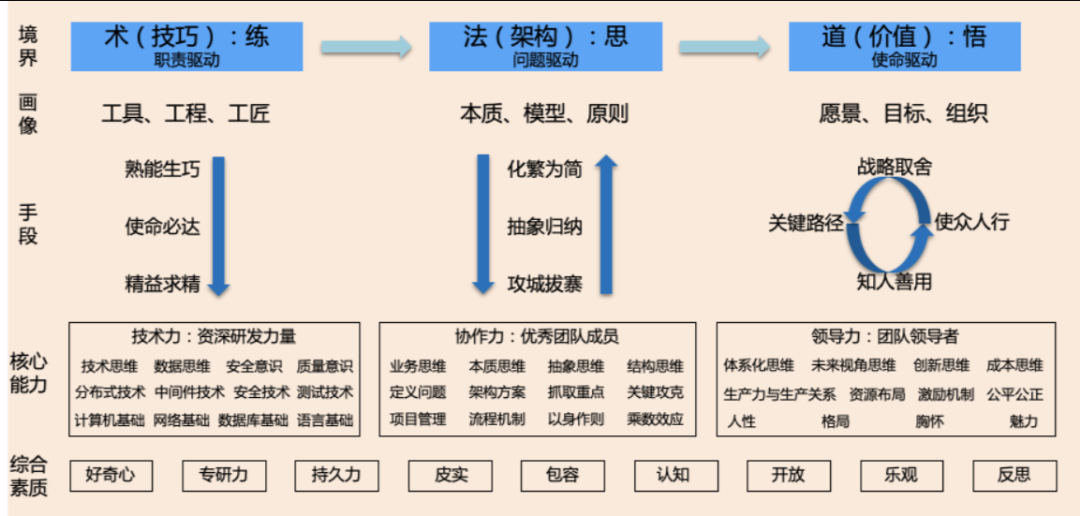 境界
术（技巧）：练
职责驱动
法（架构）：思
问题驱动
道（价值）：悟
使命驱动
画像
工具、工程、工匠
本质、模型、原则
愿景、目标、组织
手段
熟能生巧
使命必达
精益求精
化繁为简
抽象归纳
攻城拔寨
战略取舍
关键路径
使众人行
知人善用
核心能力
技术力：资深研发力量
技术思维 数据思维 安全意识 质量意识
分布式技术 中间件技术 安全技术 测试技术
计算机基础 网络基础 数据库基础 语言基础
协作力：优秀团队成员
业务思维 本质思维 抽象思维 结构思维
定义问题 架构方案 抓取重点 关键攻克
项目管理 流程机制 以身作则 乘数效应
领导力：团队领导者
体系化思维 未来视角思维 创新思维 成本思维
生产力与生产关系 资源布局 激励机制 公平公正
人性 格局 胸怀 魅力
综合素质
好奇心 专研力 持久力 皮实 包容 认知 开放 乐观 反思